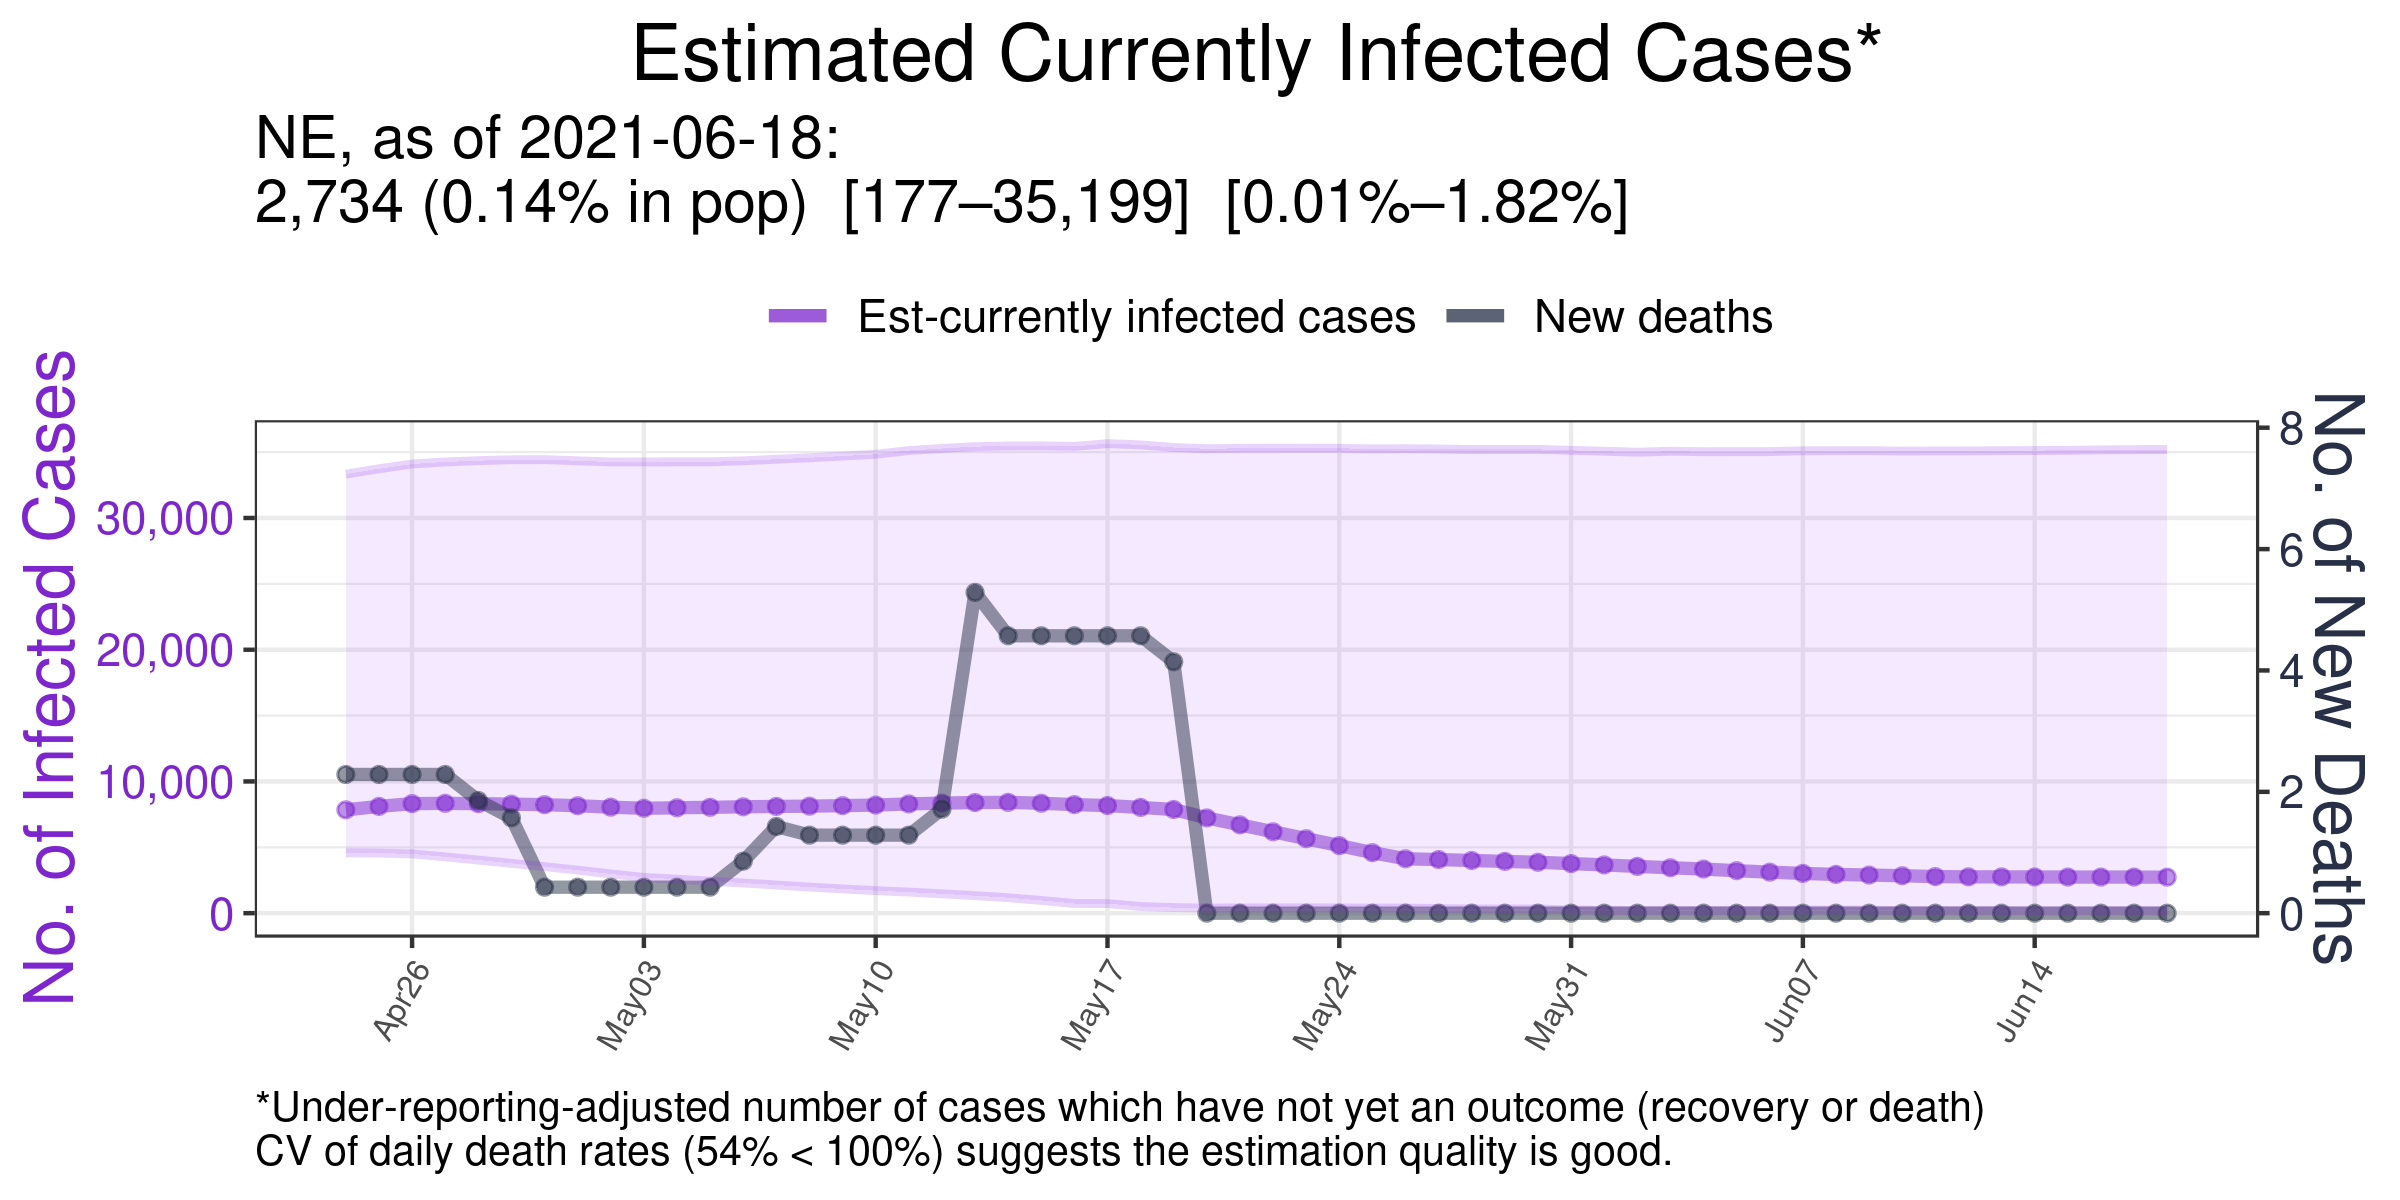 Estimated Currently Infected Cases*
NE, as of 2021-06-18:
2,734 (0.14% in pop) [177–35,199] [0.01%–1.82%]
Est-currently infected cases
New deaths
No. of Infected Cases
30,000
20,000
10,000
0
8
6
4
2
0
No. of New Deaths
Apr26
May03
May10
May17
May24
May31
Jun07
Jun14
*Under-reporting-adjusted number of cases which have not yet an outcome (recovery or death)
CV of daily death rates (54% < 100%) suggests the estimation quality is good.